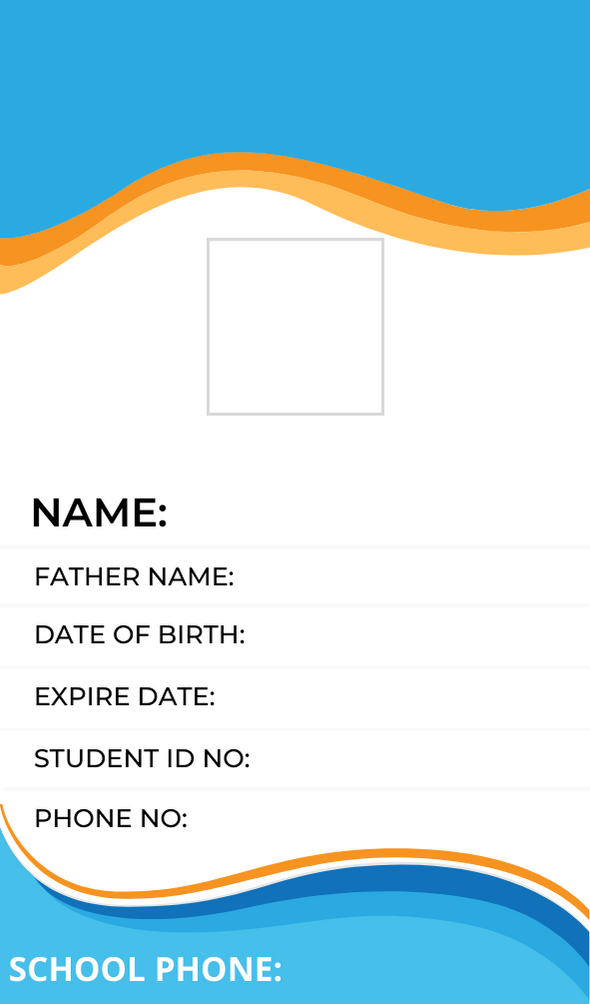 NAME:
FATHER NAME:
DATE OF BIRTH:
EXPIRE DATE:
STUDENT ID NO:
PHONE NO:
SCHOOL PHONE: